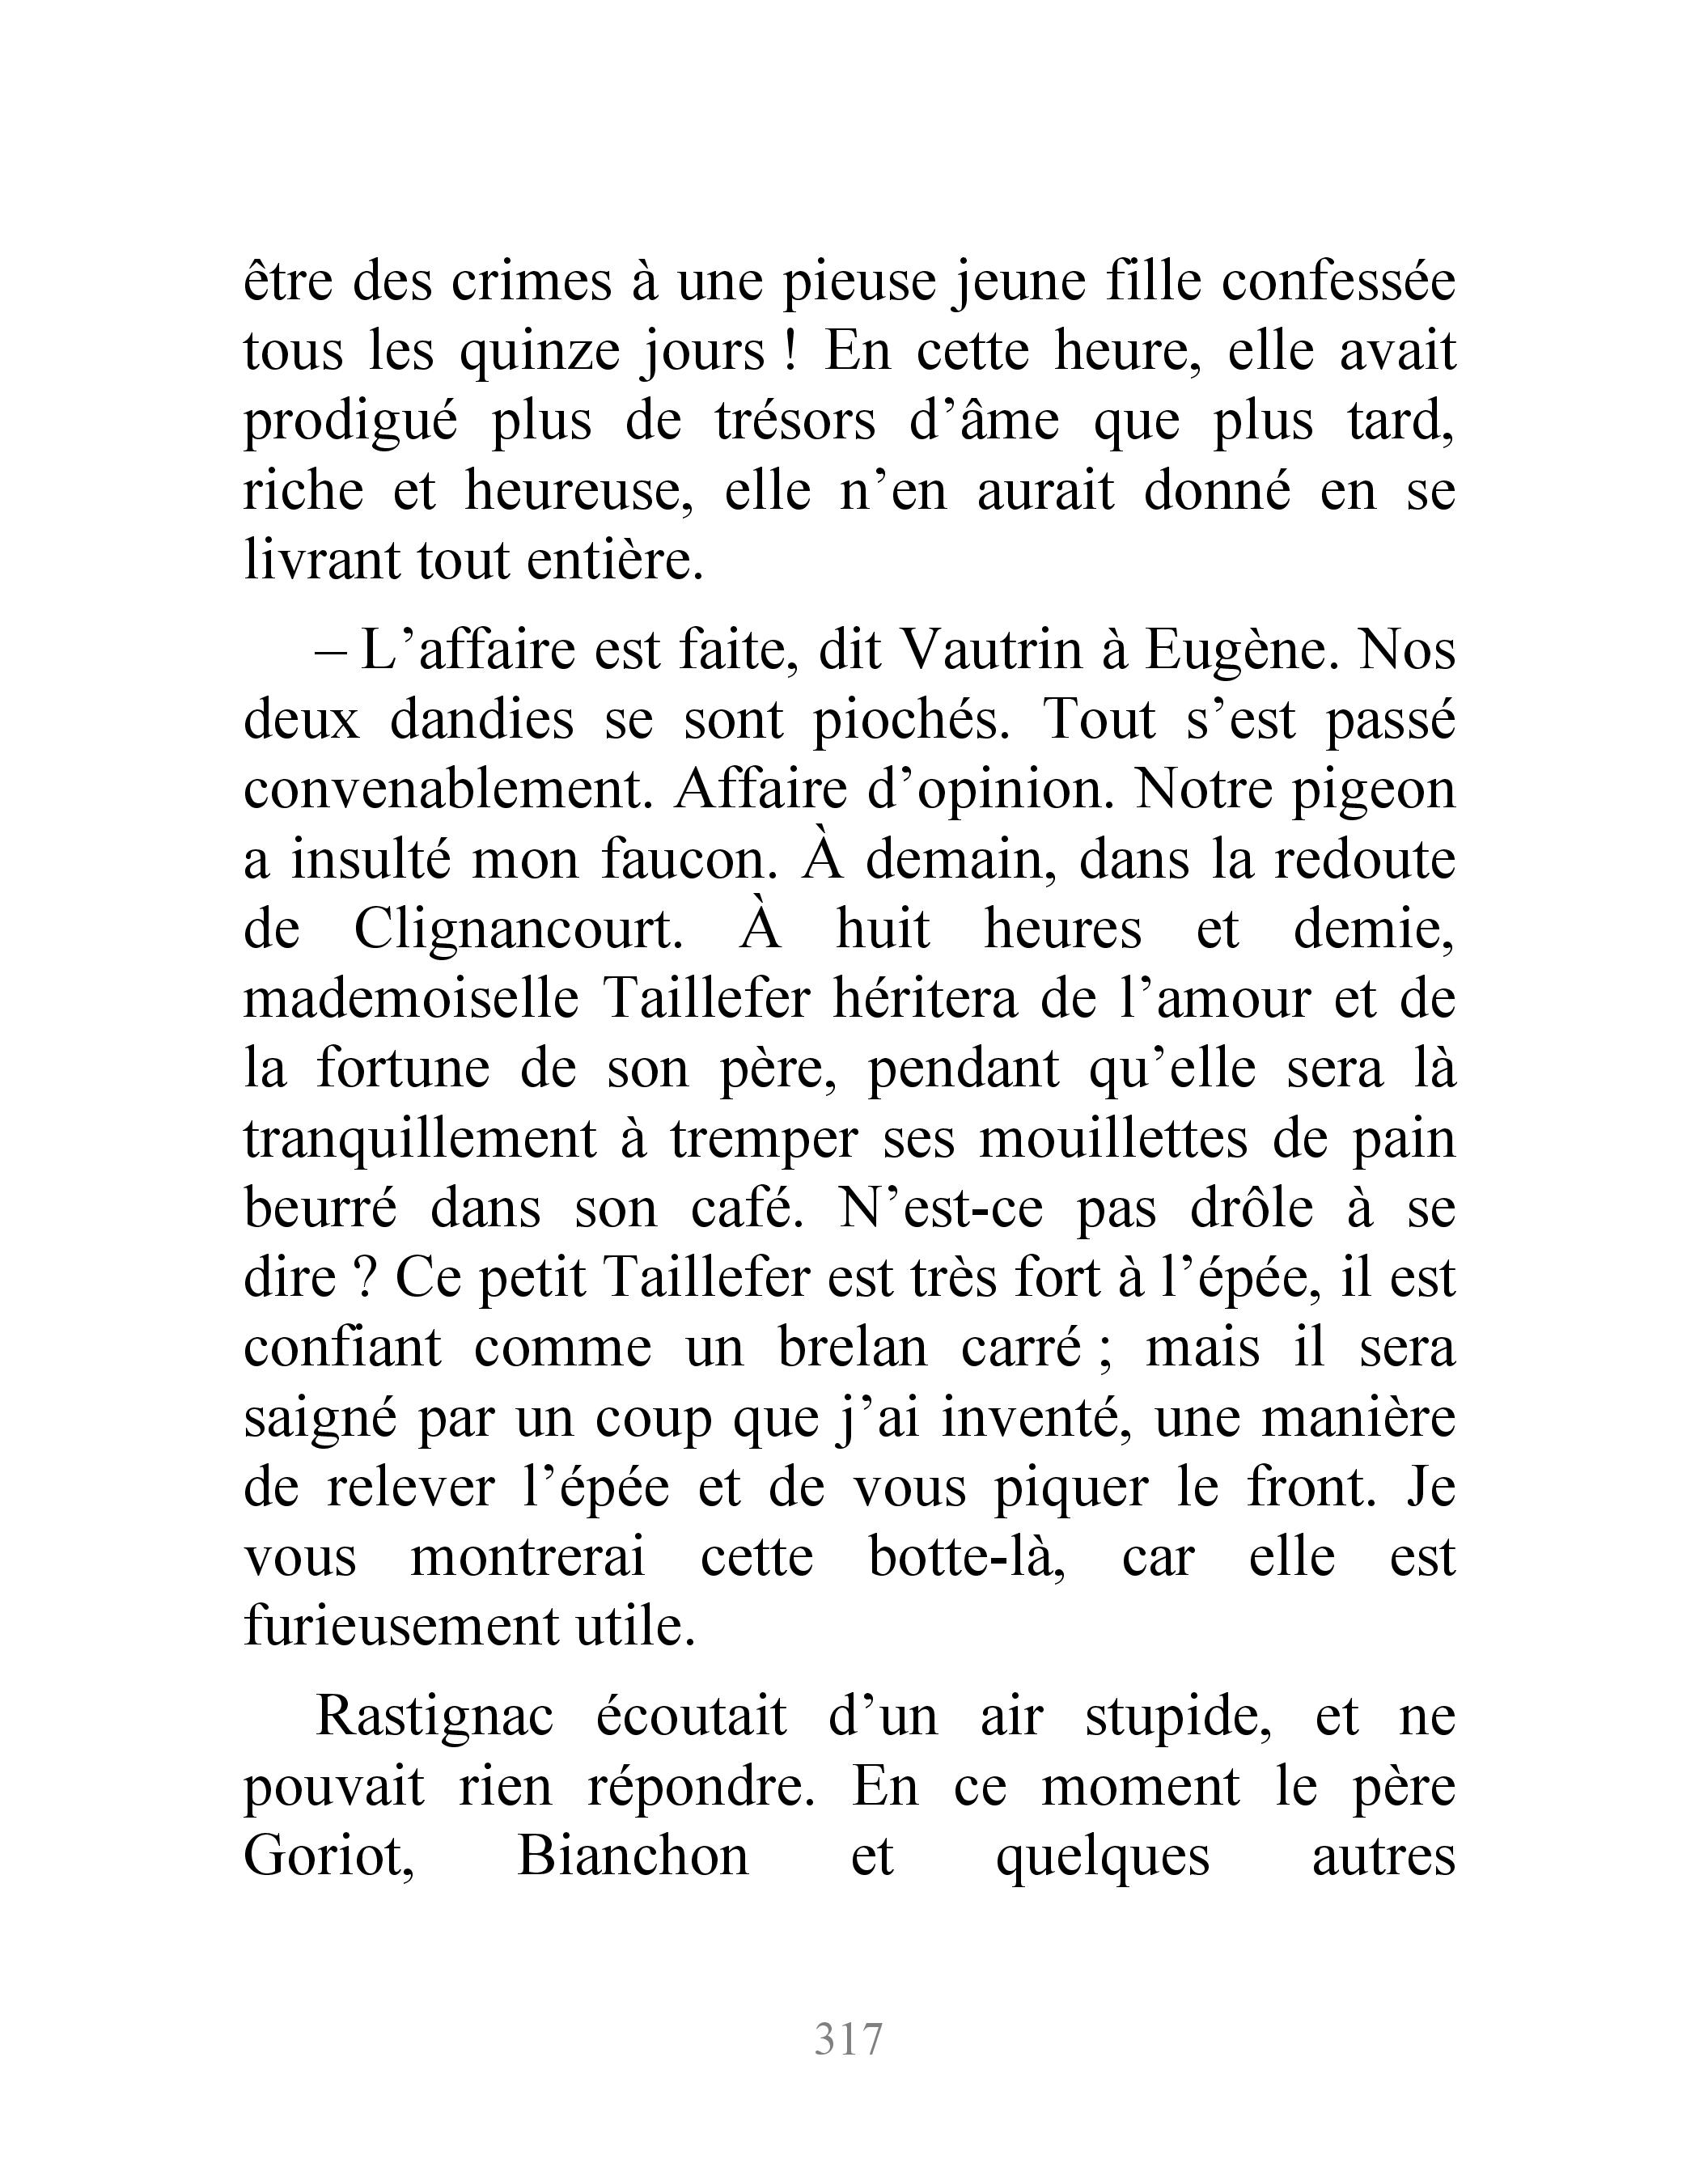 être des crimes à une pieuse jeune fille confessée
tous les quinze jours ! En cette heure, elle avait
prodigué plus de trésors d’âme que plus tard,
riche et heureuse, elle n’en aurait donné en se
livrant tout entière.
– L’affaire est faite, dit Vautrin à Eugène. Nos
deux dandies se sont piochés. Tout s’est passé
convenablement. Affaire d’opinion. Notre pigeon
a insulté mon faucon. À demain, dans la redoute
de Clignancourt. À huit heures et demie,
mademoiselle Taillefer héritera de l’amour et de
la fortune de son père, pendant qu’elle sera là
tranquillement à tremper ses mouillettes de pain
beurré dans son café. N’est-ce pas drôle à se
dire ? Ce petit Taillefer est très fort à l’épée, il est
confiant comme un brelan carré ; mais il sera
saigné par un coup que j’ai inventé, une manière
de relever l’épée et de vous piquer le front. Je
vous montrerai cette botte-là, car elle est
furieusement utile.
Rastignac écoutait d’un air stupide, et ne
pouvait rien répondre. En ce moment le père
Goriot, Bianchon et quelques autres
317